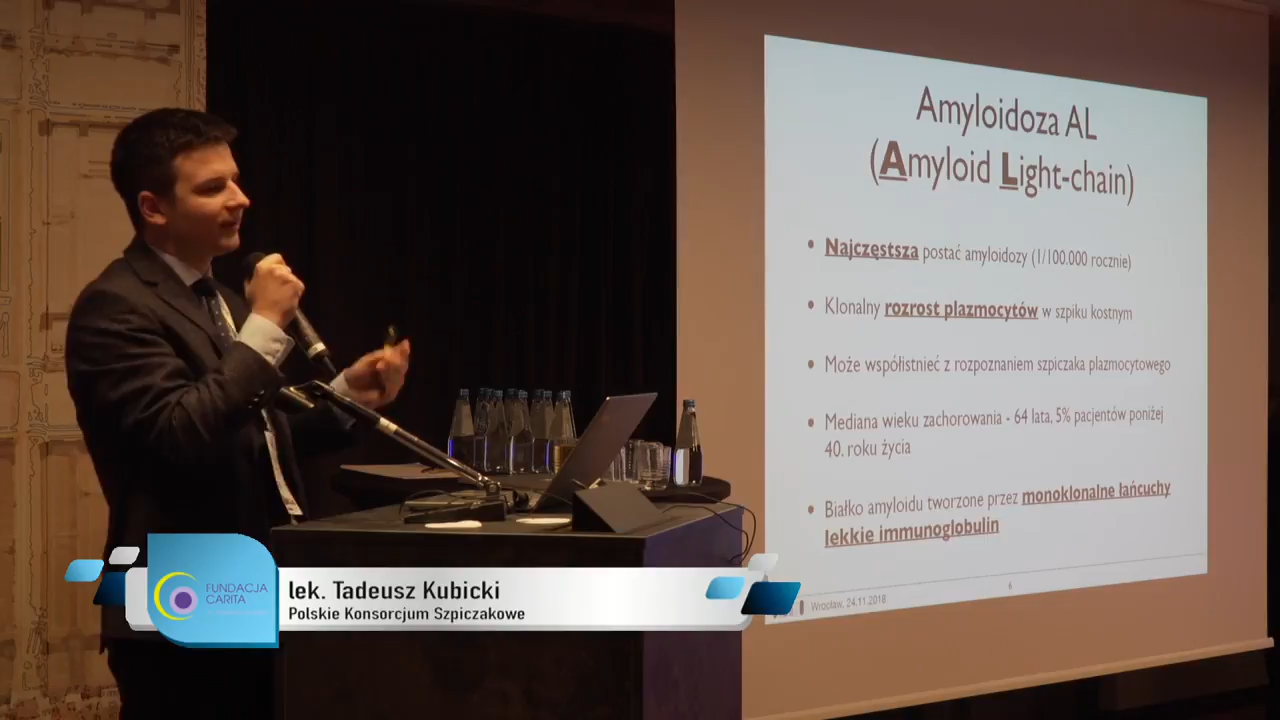 Amyloidoza AL
(Amyloid Light-chain)
• Najczęstsza postać amyloidozy (1/100.000 rocznie)
• Klonalny rozrost plazmocytów w szpiku kostnym
• Może współistnieć z rozpoznaniem szpiczaka plazmocytowego
• Mediana wieku zachorowania - 64 lata, 5% pacjentów poniżej
40. roku życia
• Białko amyloidu tworzone przez monoklonalne łańcuchy
lekkie immunoglobulin
6
Wrocław, 24.11.2018
FUNDACJA
CARITA
lek. Tadeusz Kubicki
Polskie Konsorcjum Szpiczakowe